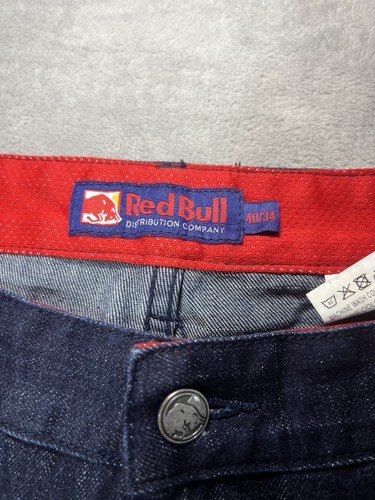 Red Bull
DISTRIBUTION COMPANY
40/34
MACHINE WASH